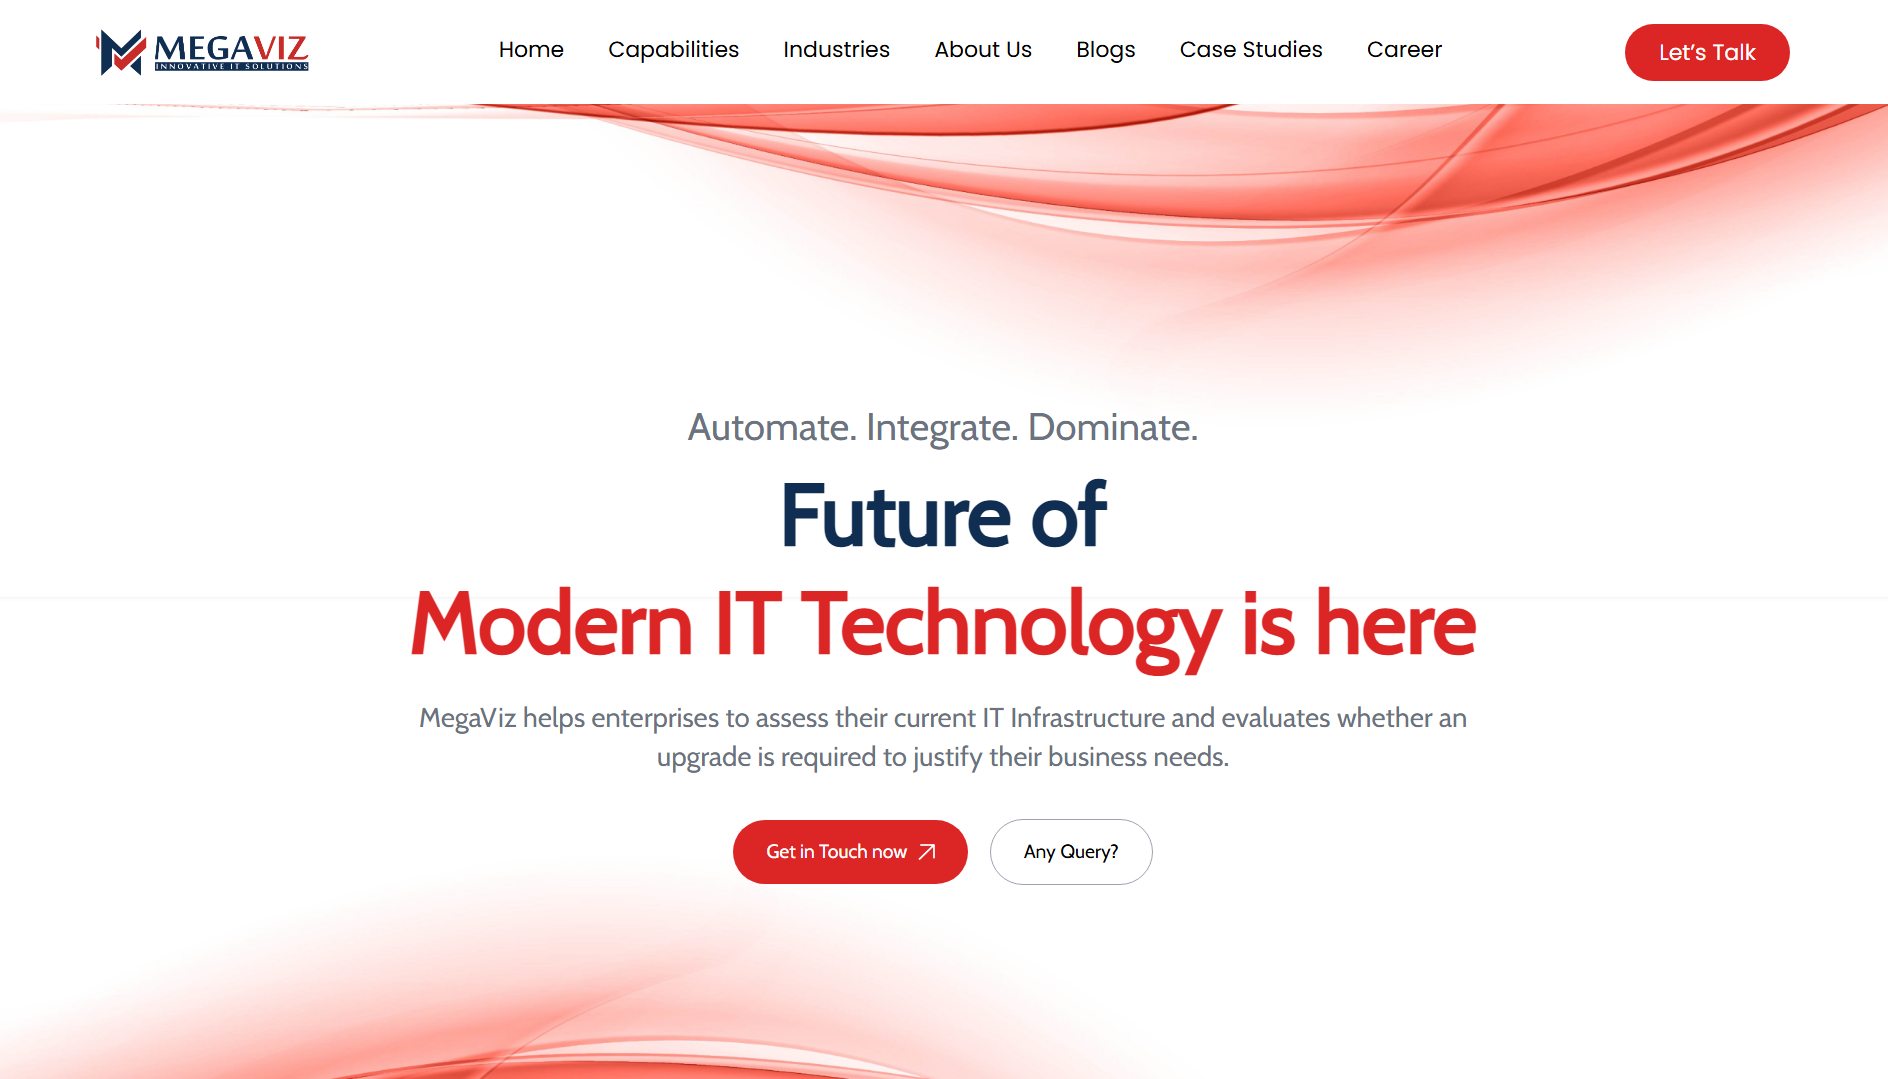 MEGAVIZ
INNOVATIVE IT SOLUTIONS
Home Capabilities Industries About Us Blogs Case Studies Career
Let’s Talk
Automate. Integrate. Dominate.
Future of
Modern IT Technology is here
MegaViz helps enterprises to assess their current IT Infrastructure and evaluates whether an
upgrade is required to justify their business needs.
Get in Touch now
Any Query?